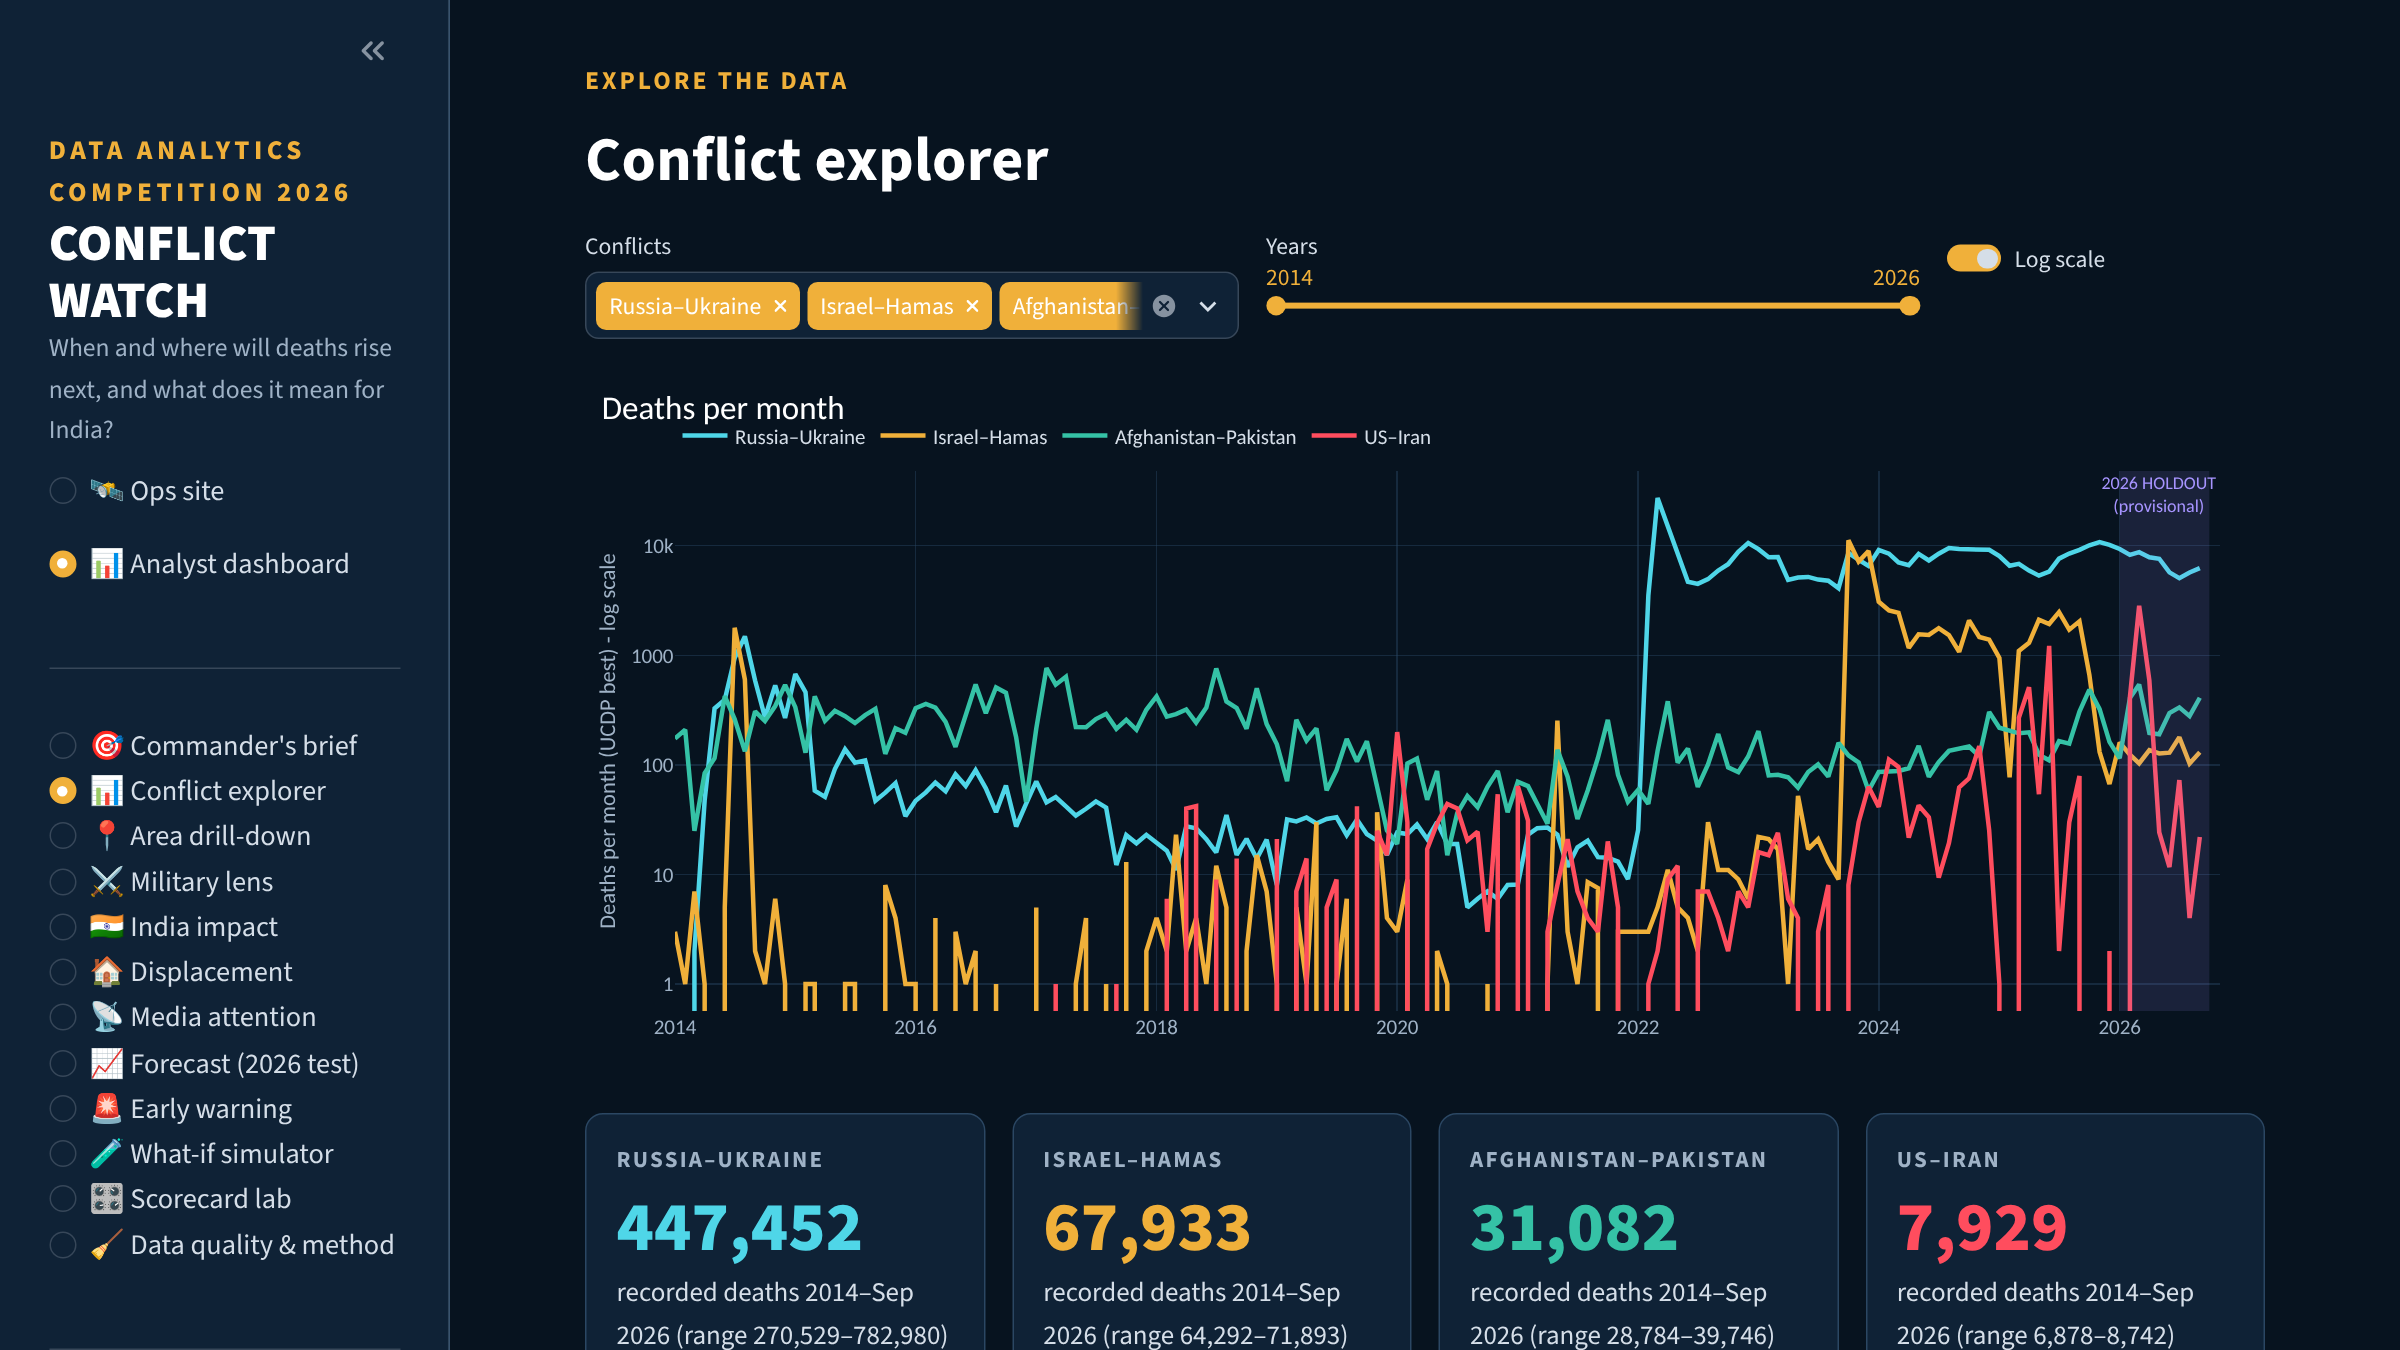 DATA ANALYTICS
COMPETITION 2026
CONFLICT
WATCH
When and where will deaths rise
next, and what does it mean for
India?
Ops site
Analyst dashboard
Commander's brief
Conflict explorer
Area drill-down
Military lens
India impact
Displacement
Media attention
Forecast (2026 test)
Early warning
What-if simulator
Scorecard lab
Data quality & method
EXPLORE THE DATA
Conflict explorer
Conflicts
Russia–Ukraine
Israel–Hamas
Afghanistan–
Years
2014
2026
Log scale
Deaths per month
Russia–Ukraine
Israel–Hamas
Afghanistan–Pakistan
US–Iran
2026 HOLDOUT
(provisional)
Deaths per month (UCDP best) - log scale
10k
1000
100
10
1
2014
2016
2018
2020
2022
2024
2026
RUSSIA–UKRAINE
447,452
recorded deaths 2014–Sep
2026 (range 270,529–782,980)
ISRAEL–HAMAS
67,933
recorded deaths 2014–Sep
2026 (range 64,292–71,893)
AFGHANISTAN–PAKISTAN
31,082
recorded deaths 2014–Sep
2026 (range 28,784–39,746)
US–IRAN
7,929
recorded deaths 2014–Sep
2026 (range 6,878–8,742)